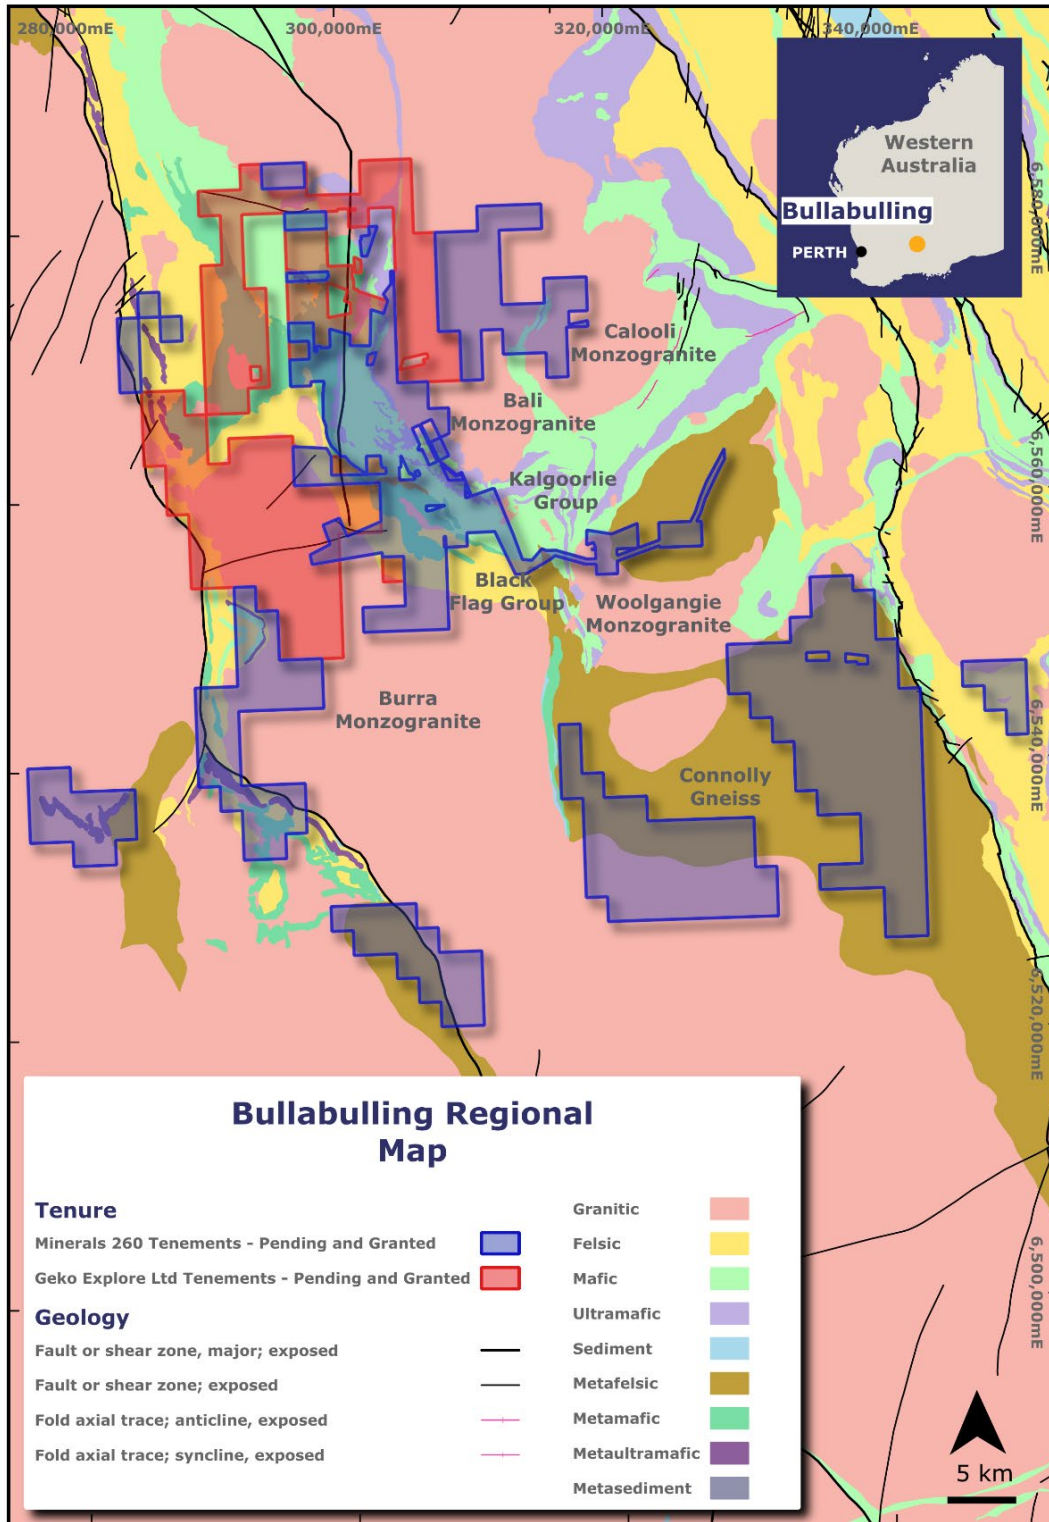 280,000mE
300,000mE
320,000mE
340,000mE
Western
Australia
Bullabulling
PERTH
6,580,000mE
Calooli
Monzogranite
Bali
Monzogranite
6,560,000mE
Kalgoorlie
Group
Black
Flag Group
Woolgangie
Monzogranite
Burra
Monzogranite
6,540,000mE
Connolly
Gneiss
6,520,000mE
Bullabulling Regional
Map
Tenure
Minerals 260 Tenements - Pending and Granted
Geko Explore Ltd Tenements - Pending and Granted
Geology
Fault or shear zone, major; exposed
Fault or shear zone; exposed
Fold axial trace; anticline, exposed
Fold axial trace; syncline, exposed
Granitic
Felsic
Mafic
Ultramafic
Sediment
Metafelsic
Metamafic
Metaultramafic
Metasediment
6,500,000mE
5 km